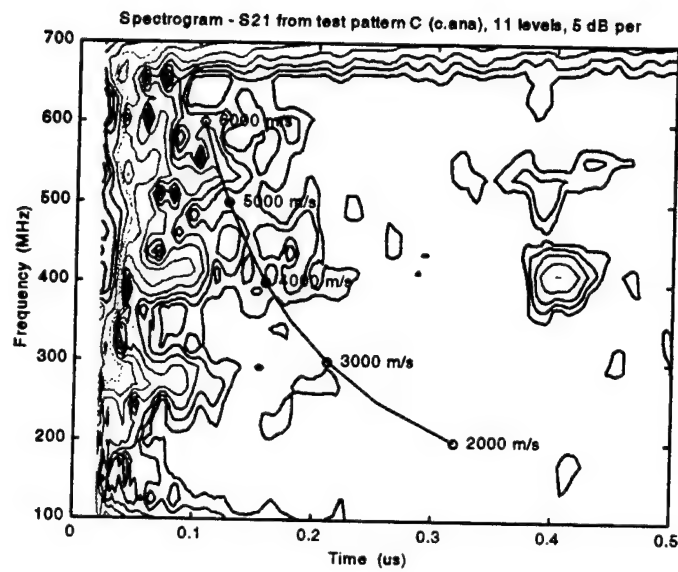 Spectrogram - S21 from test pattern C (c.ana), 11 levels, 5 dB per
700
600
500
400
300
200
100
Frequency (MHz)
6000 m/s
5000 m/s
4000 m/s
3000 m/s
2000 m/s
0
0.1
0.2
0.3
0.4
0.5
Time (us)